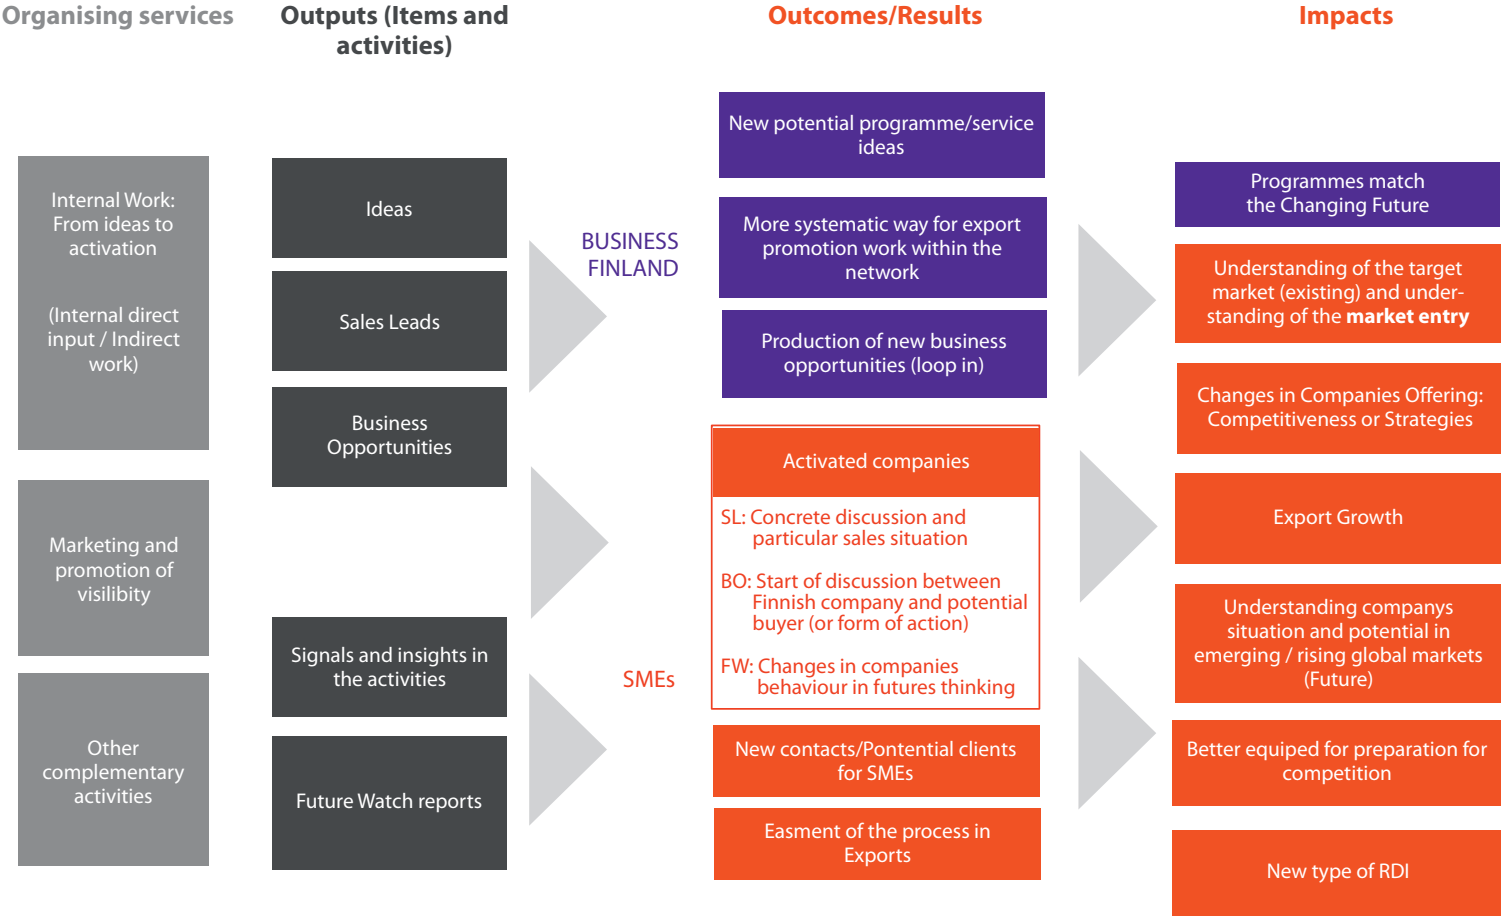 Organising services
Outputs (Items and
activities)
Outcomes/Results
Impacts
Internal Work:
From ideas to
activation
(Internal direct
input / Indirect
work)
Marketing and
promotion of
visilibity
Other
complementary
activities
Ideas
Sales Leads
Business
Opportunities
Signals and insights in
the activities
Future Watch reports
BUSINESS
FINLAND
SMEs
New potential programme/service
ideas
More systematic way for export
promotion work within the
network
Production of new business
opportunities (loop in)
Activated companies
SL: Concrete discussion and
particular sales situation
BO: Start of discussion between
Finnish company and potential
buyer (or form of action)
FW: Changes in companies
behaviour in futures thinking
New contacts/Pontential clients
for SMEs
Easment of the process in
Exports
Programmes match
the Changing Future
Understanding of the target
market (existing) and under-
standing of the market entry
Changes in Companies Offering:
Competitiveness or Strategies
Export Growth
Understanding companys
situation and potential in
emerging / rising global markets
(Future)
Better equiped for preparation for
competition
New type of RDI